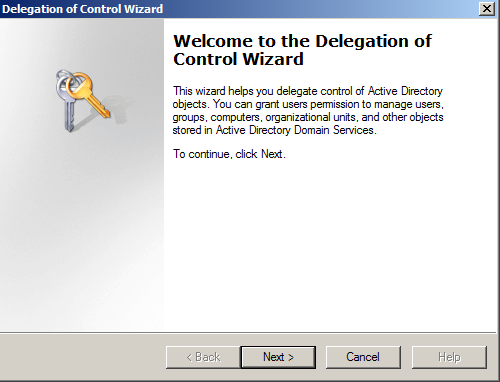 Delegation of Control Wizard
Welcome to the Delegation of
Control Wizard
This wizard helps you delegate control of Active Directory
objects. You can grant users permission to manage users,
groups, computers, organizational units, and other objects
stored in Active Directory Domain Services.
To continue, click Next.
< Back
Next >
Cancel
Help